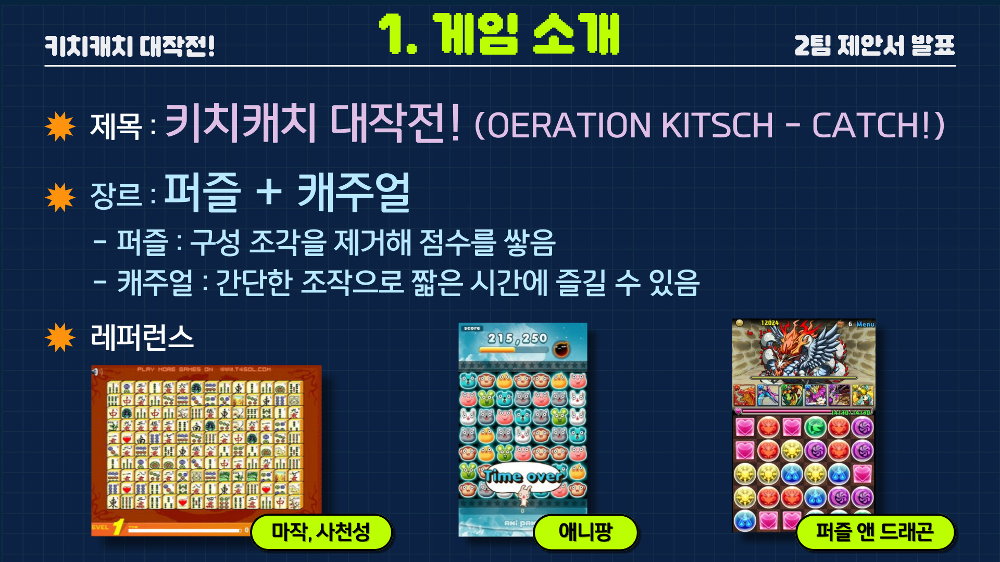 1. 게임 소개
키치캐치 대작전!
2팀 제안서 발표
제목 : 키치캐치 대작전! (OERATION KITSCH - CATCH!)
장르 : 퍼즐 + 캐주얼
- 퍼즐 : 구성 조각을 제거해 점수를 쌓음
- 캐주얼 : 간단한 조작으로 짧은 시간에 즐길 수 있음
레퍼런스
PLAY MORE GAMES ON WWW.T45OL.COM
EVEL 1 TIME 0
마작, 사천성
score
215,250
Time over
0
ANi PAN
애니팡
12024
6 Menu
14130/14130
퍼즐 앤 드래곤